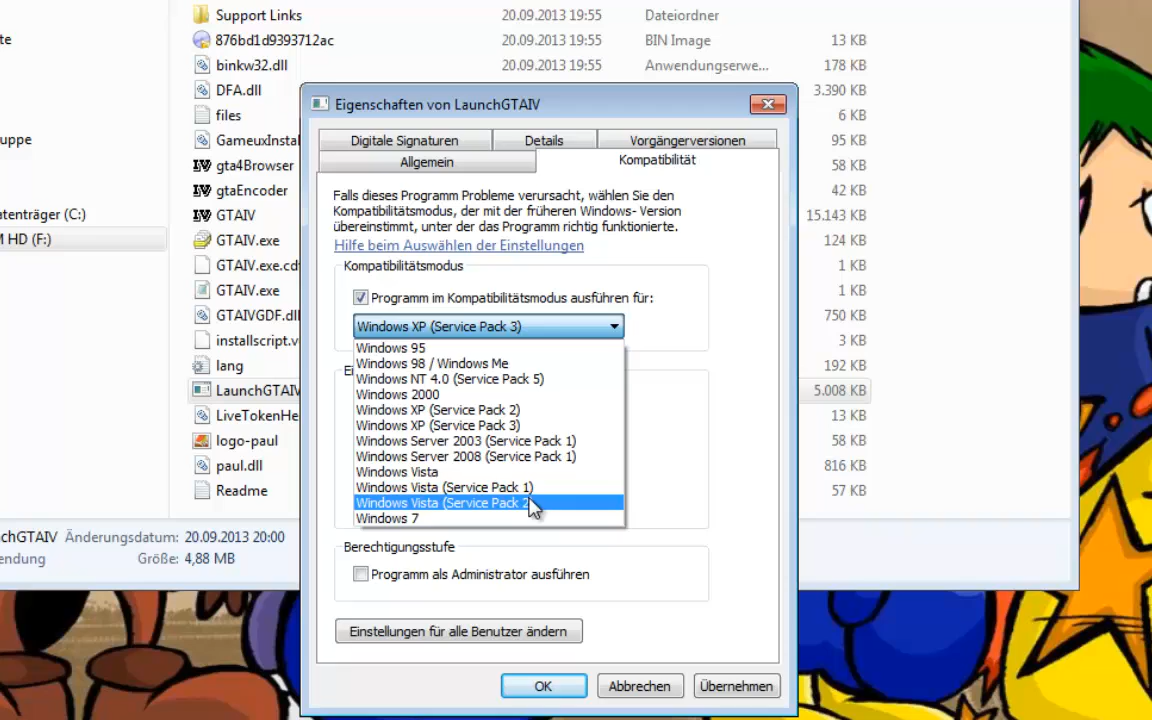 Support Links 20.09.2013 19:55 Dateiordner
876bd1d9393712ac 20.09.2013 19:55 BIN Image 13 KB
binkw32.dll 20.09.2013 19:55 Anwendungserwe... 178 KB
DFA.dll 3.390 KB
files 6 KB
GameuxInstal 95 KB
gta4Browser 58 KB
gtaEncoder 42 KB
GTAIV 15.143 KB
GTAIV.exe 124 KB
GTAIV.exe.cd 1 KB
GTAIV.exe 1 KB
GTAIVGDF.dll 750 KB
installscript.v 3 KB
lang 192 KB
LaunchGTAIV 5.008 KB
LiveTokenHe 13 KB
logo-paul 58 KB
paul.dll 816 KB
Readme 57 KB
te
uppe
atenträger (C:)
M HD (F:)
chGTAIV Änderungsdatum: 20.09.2013 20:00
endung Größe: 4,88 MB
Eigenschaften von LaunchGTAIV
Digitale Signaturen Details Vorgängerversionen
Allgemein Kompatibilität
Falls dieses Programm Probleme verursacht, wählen Sie den
Kompatibilitätsmodus, der mit der früheren Windows- Version
übereinstimmt, unter der das Programm richtig funktionierte.
Hilfe beim Auswählen der Einstellungen
Kompatibilitätsmodus
Programm im Kompatibilitätsmodus ausführen für:
Windows XP (Service Pack 3)
Windows 95
Windows 98 / Windows Me
Windows NT 4.0 (Service Pack 5)
Windows 2000
Windows XP (Service Pack 2)
Windows XP (Service Pack 3)
Windows Server 2003 (Service Pack 1)
Windows Server 2008 (Service Pack 1)
Windows Vista
Windows Vista (Service Pack 1)
Windows Vista (Service Pack 2
Windows 7
Berechtigungsstufe
Programm als Administrator ausführen
Einstellungen für alle Benutzer ändern
OK Abbrechen Übernehmen